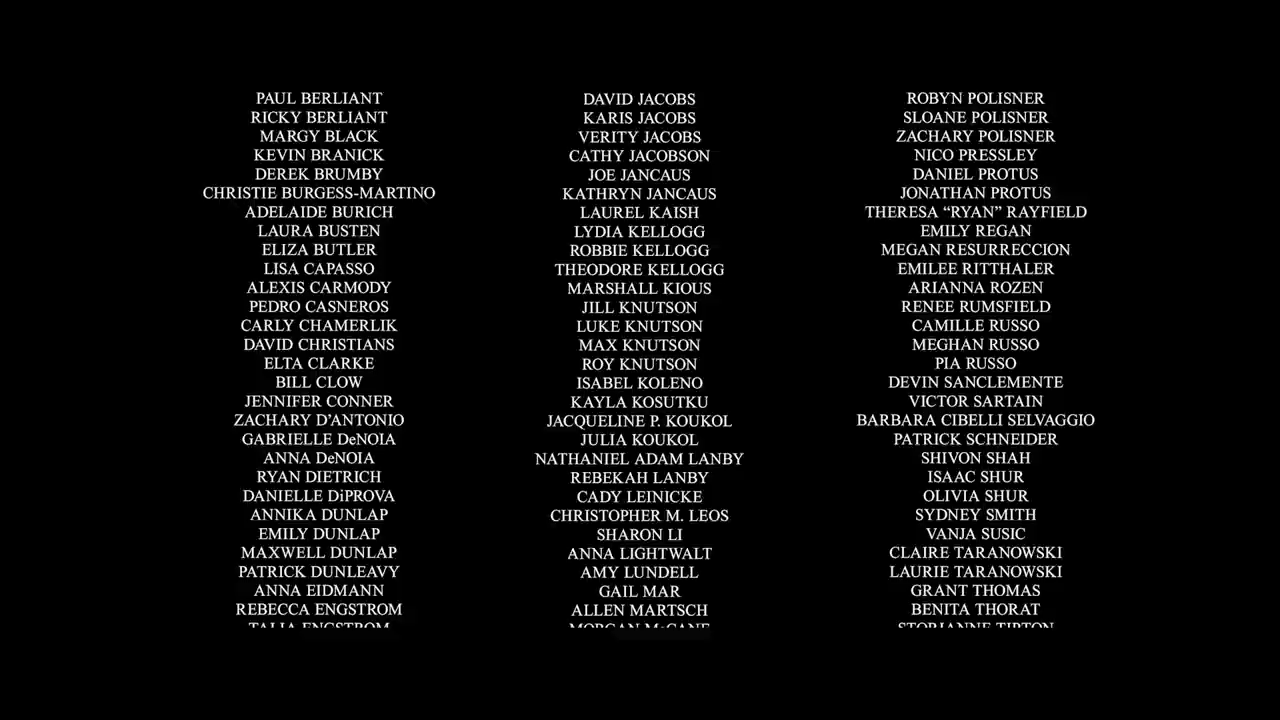 PAUL BERLIANT
RICKY BERLIANT
MARGY BLACK
KEVIN BRANICK
DEREK BRUMBY
CHRISTIE BURGESS-MARTINO
ADELAIDE BURICH
LAURA BUSTEN
ELIZA BUTLER
LISA CAPASSO
ALEXIS CARMODY
PEDRO CASNEROS
CARLY CHAMERLIK
DAVID CHRISTIANS
ELTA CLARKE
BILL CLOW
JENNIFER CONNER
ZACHARY D’ANTONIO
GABRIELLE DeNOIA
ANNA DeNOIA
RYAN DIETRICH
DANIELLE DiPROVA
ANNIKA DUNLAP
EMILY DUNLAP
MAXWELL DUNLAP
PATRICK DUNLEAVY
ANNA EIDMANN
REBECCA ENGSTROM
TALIA ENGSTROM
DAVID JACOBS
KARIS JACOBS
VERITY JACOBS
CATHY JACOBSON
JOE JANCAUS
KATHRYN JANCAUS
LAUREL KAISH
LYDIA KELLOGG
ROBBIE KELLOGG
THEODORE KELLOGG
MARSHALL KIOUS
JILL KNUTSON
LUKE KNUTSON
MAX KNUTSON
ROY KNUTSON
ISABEL KOLENO
KAYLA KOSUTKU
JACQUELINE P. KOUKOL
JULIA KOUKOL
NATHANIEL ADAM LANBY
REBEKAH LANBY
CADY LEINICKE
CHRISTOPHER M. LEOS
SHARON LI
ANNA LIGHTWALT
AMY LUNDELL
GAIL MAR
ALLEN MARTSCH
MORGAN McCANE
ROBYN POLISNER
SLOANE POLISNER
ZACHARY POLISNER
NICO PRESSLEY
DANIEL PROTUS
JONATHAN PROTUS
THERESA “RYAN” RAYFIELD
EMILY REGAN
MEGAN RESURRECCION
EMILEE RITTHALER
ARIANNA ROZEN
RENEE RUMSFIELD
CAMILLE RUSSO
MEGHAN RUSSO
PIA RUSSO
DEVIN SANCLEMENTE
VICTOR SARTAIN
BARBARA CIBELLI SELVAGGIO
PATRICK SCHNEIDER
SHIVON SHAH
ISAAC SHUR
OLIVIA SHUR
SYDNEY SMITH
VANJA SUSIC
CLAIRE TARANOWSKI
LAURIE TARANOWSKI
GRANT THOMAS
BENITA THORAT
TIPTON